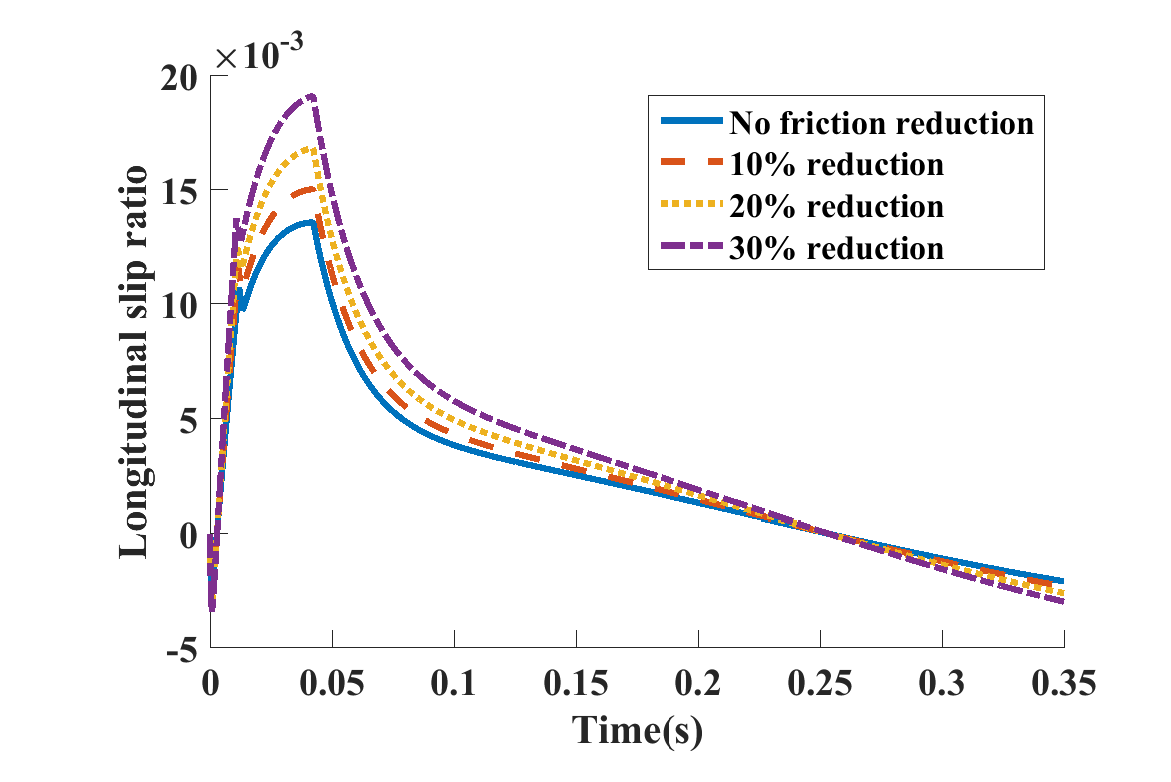 ×10-3
20
15
10
5
0
-5
Longitudinal slip ratio
No friction reduction
10% reduction
20% reduction
30% reduction
0 0.05 0.1 0.15 0.2 0.25 0.3 0.35
Time(s)